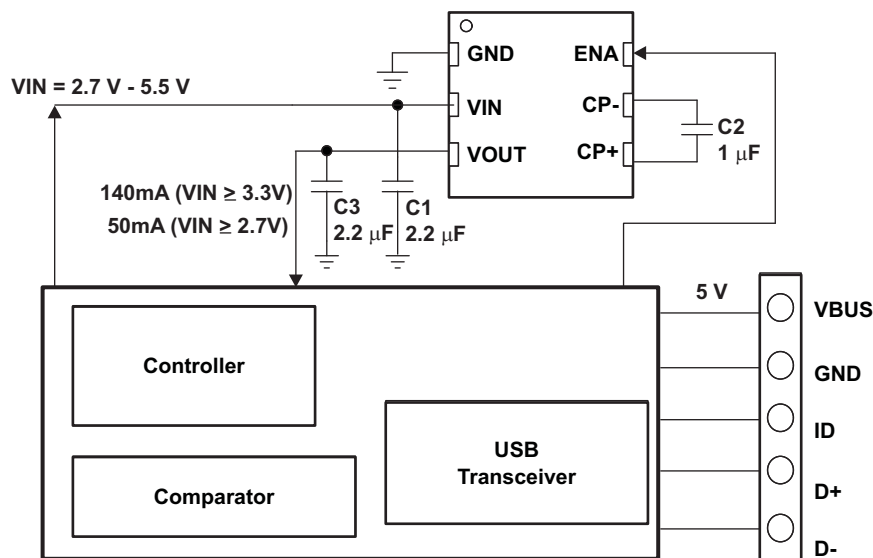 GND
ENA
VIN = 2.7 V - 5.5 V
VIN
CP-
C2
1 μF
VOUT
CP+
140mA (VIN ≥ 3.3V)
50mA (VIN ≥ 2.7V)
C3
2.2 μF
C1
2.2 μF
5 V
VBUS
Controller
GND
ID
USB
Transceiver
Comparator
D+
D-